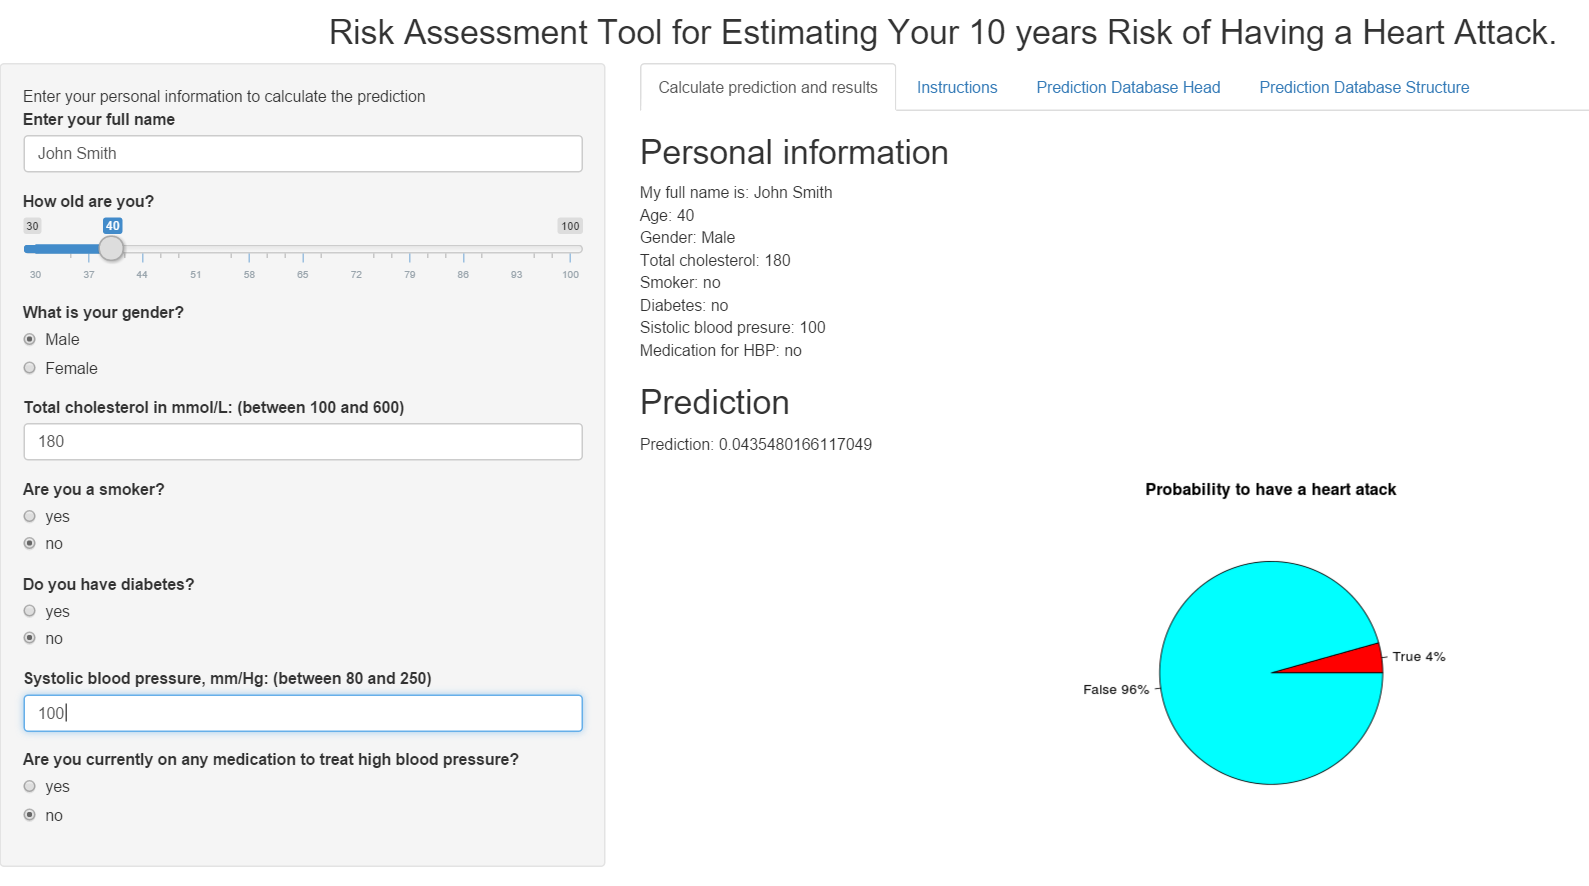 Risk Assessment Tool for Estimating Your 10 years Risk of Having a Heart Attack.
Enter your personal information to calculate the prediction
Enter your full name
John Smith
How old are you?
30 40 100
30 37 44 51 58 65 72 79 86 93 100
What is your gender?
Male
Female
Total cholesterol in mmol/L: (between 100 and 600)
180
Are you a smoker?
yes
no
Do you have diabetes?
yes
no
Systolic blood pressure, mm/Hg: (between 80 and 250)
100
Are you currently on any medication to treat high blood pressure?
yes
no
Calculate prediction and results Instructions Prediction Database Head Prediction Database Structure
Personal information
My full name is: John Smith
Age: 40
Gender: Male
Total cholesterol: 180
Smoker: no
Diabetes: no
Sistolic blood presure: 100
Medication for HBP: no
Prediction
Prediction: 0.0435480166117049
Probability to have a heart atack
True 4%
False 96%